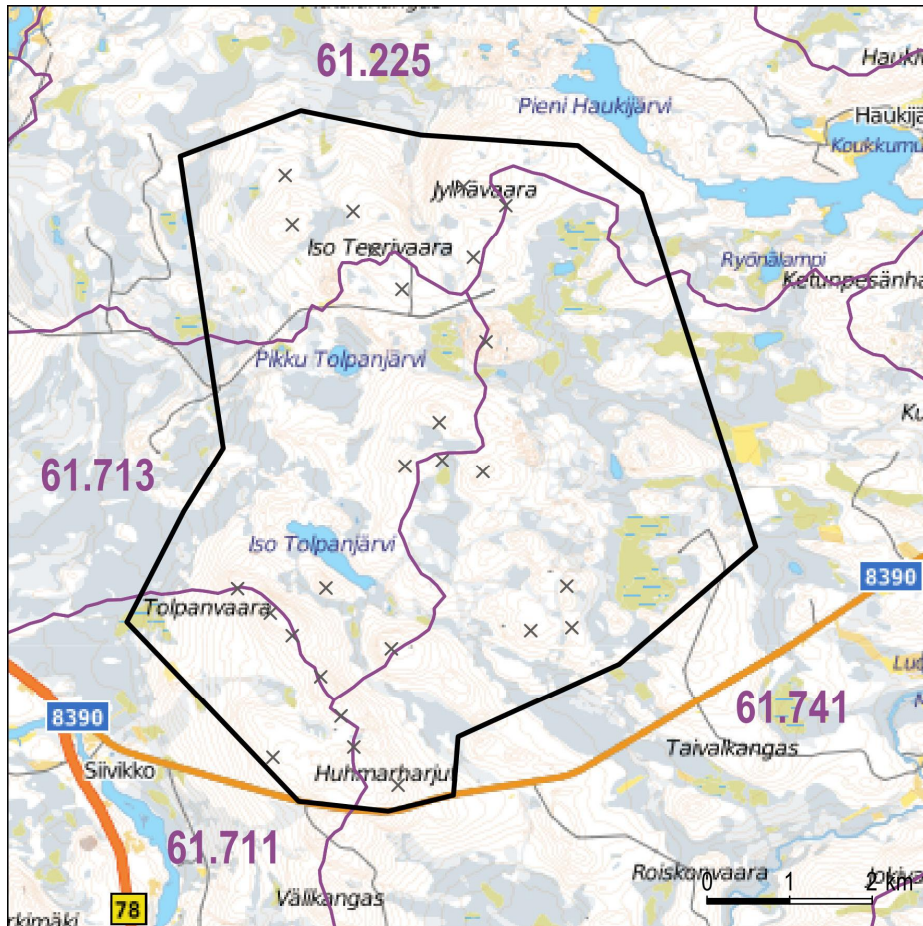 61.225
Pieni Haukijärvi
Haukijä
Koukkumu
Jylhävaara
Iso Teerivaara
Ryönälampi
Ketunpesänha
Pikku Tolpanjärvi
Ku
61.713
Iso Tolpanjärvi
8390
Tolpanvaara
61.741
8390
Taivalkangas
Siivikko
Huhmarharju
61.711
Roiskonvaara
0 1 2 km
Välikangas
78
rkimäki